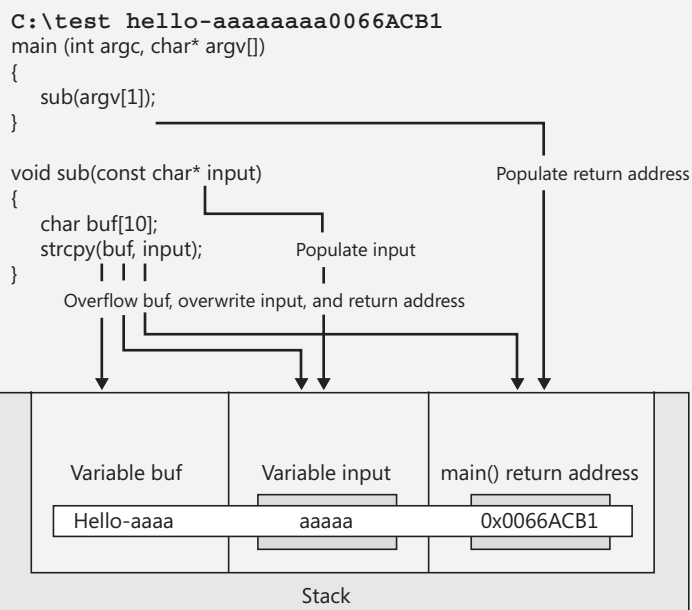 C:\test hello-aaaaaaaa0066ACB1
main (int argc, char* argv[])
{
sub(argv[1]);
}
void sub(const char* input)
Populate return address
{
char buf[10];
strcpy(buf, input);
Populate input
}
Overflow buf, overwrite input, and return address
Variable buf
Variable input
main() return address
Hello-aaaa
aaaaa
0x0066ACB1
Stack